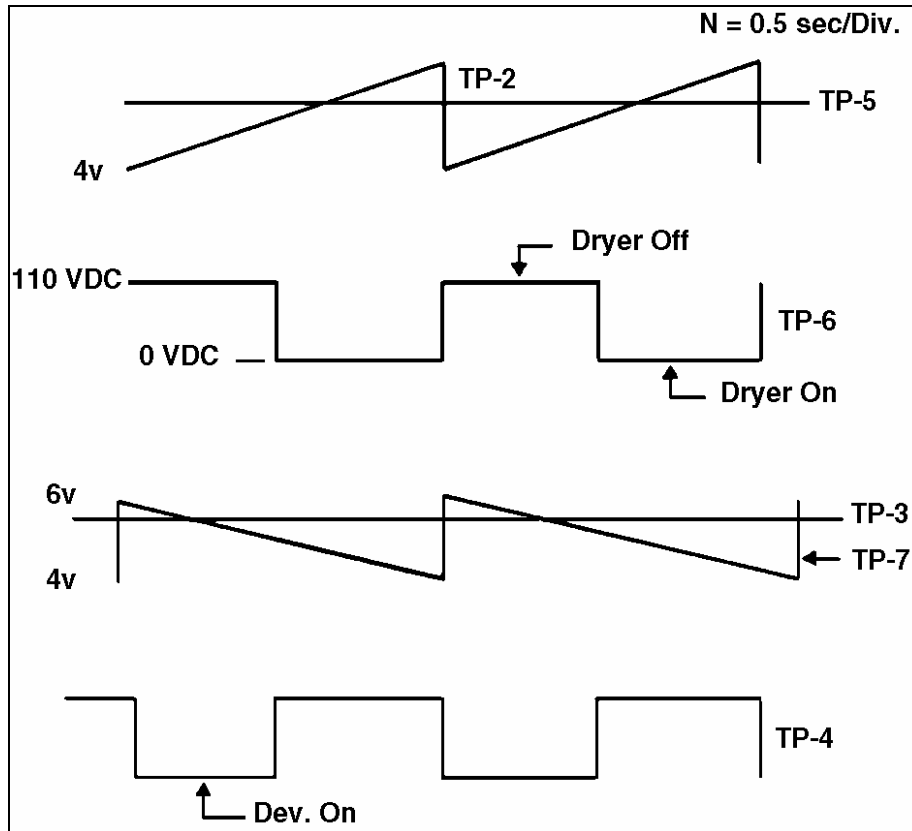 N = 0.5 sec/Div.
TP-2
TP-5
4v
Dryer Off
110 VDC
TP-6
0 VDC
Dryer On
6v
TP-3
TP-7
4v
TP-4
Dev. On